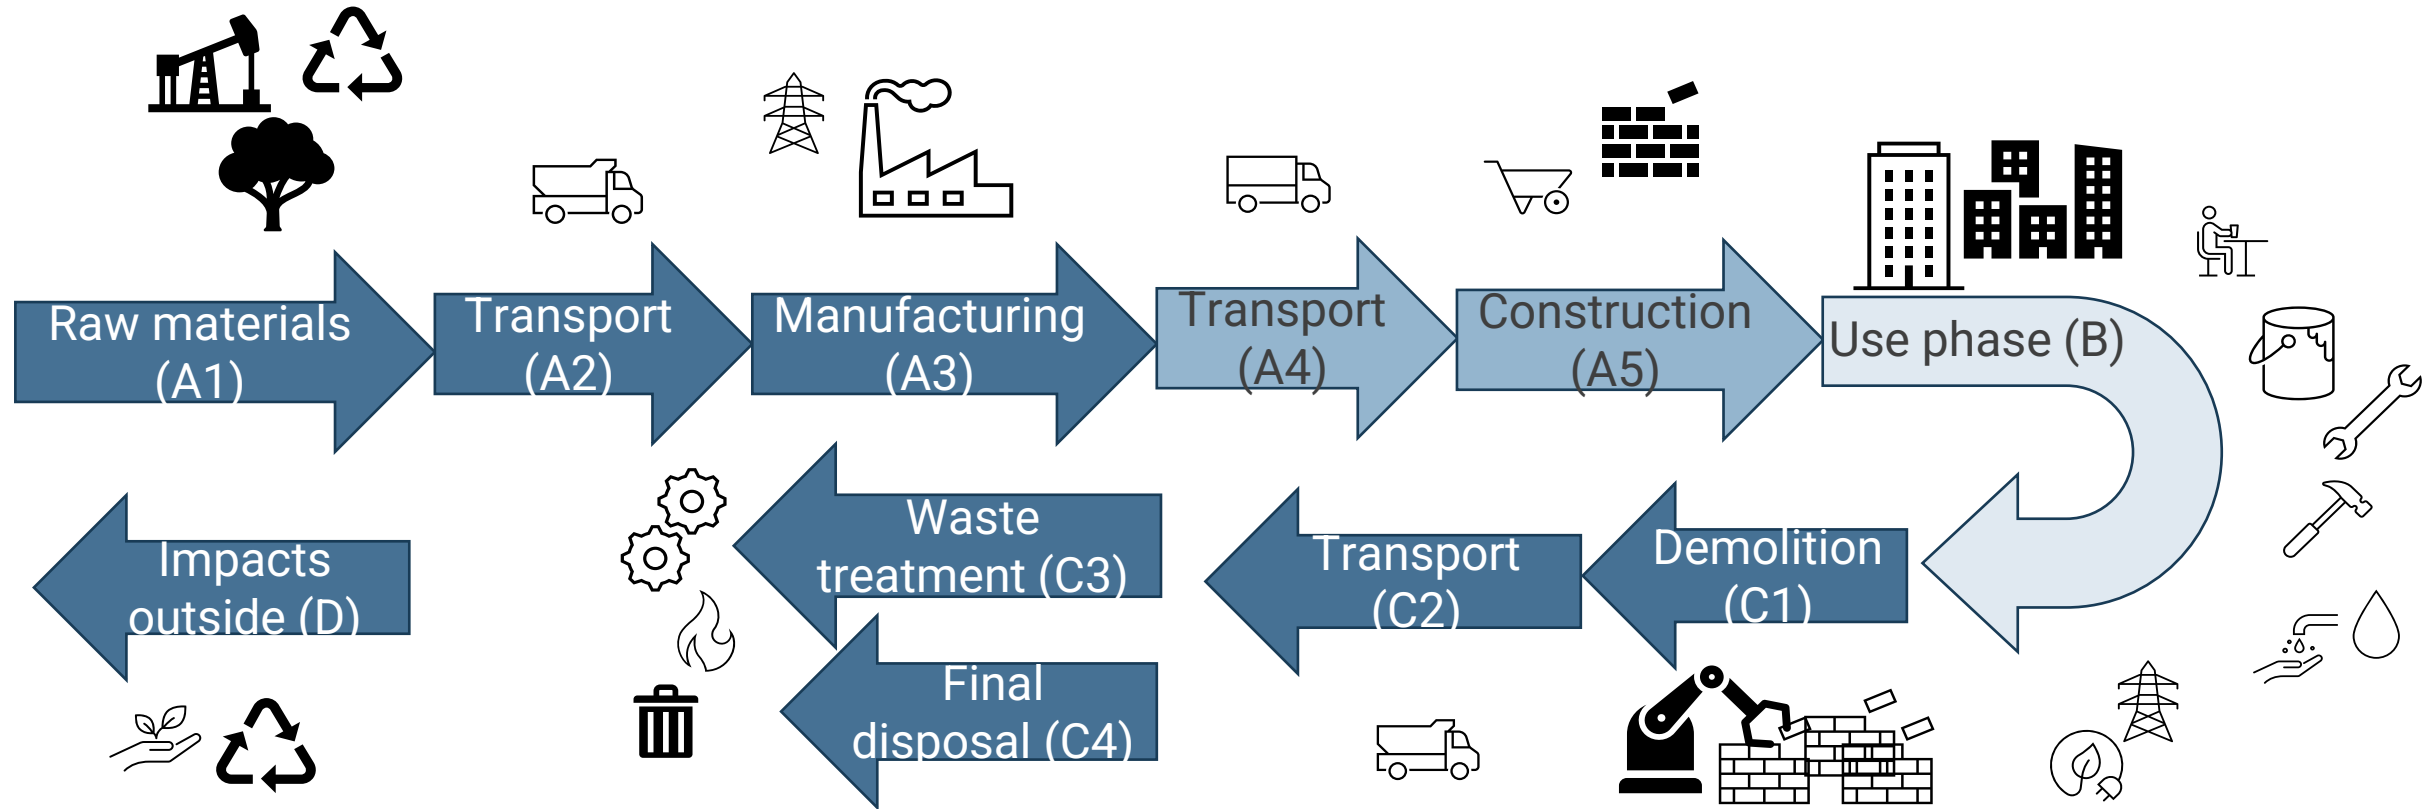 Raw materials
(A1)
Transport
(A2)
Manufacturing
(A3)
Transport
(A4)
Construction
(A5)
Use phase (B)
Demolition
(C1)
Transport
(C2)
Waste
treatment (C3)
Final
disposal (C4)
Impacts
outside (D)